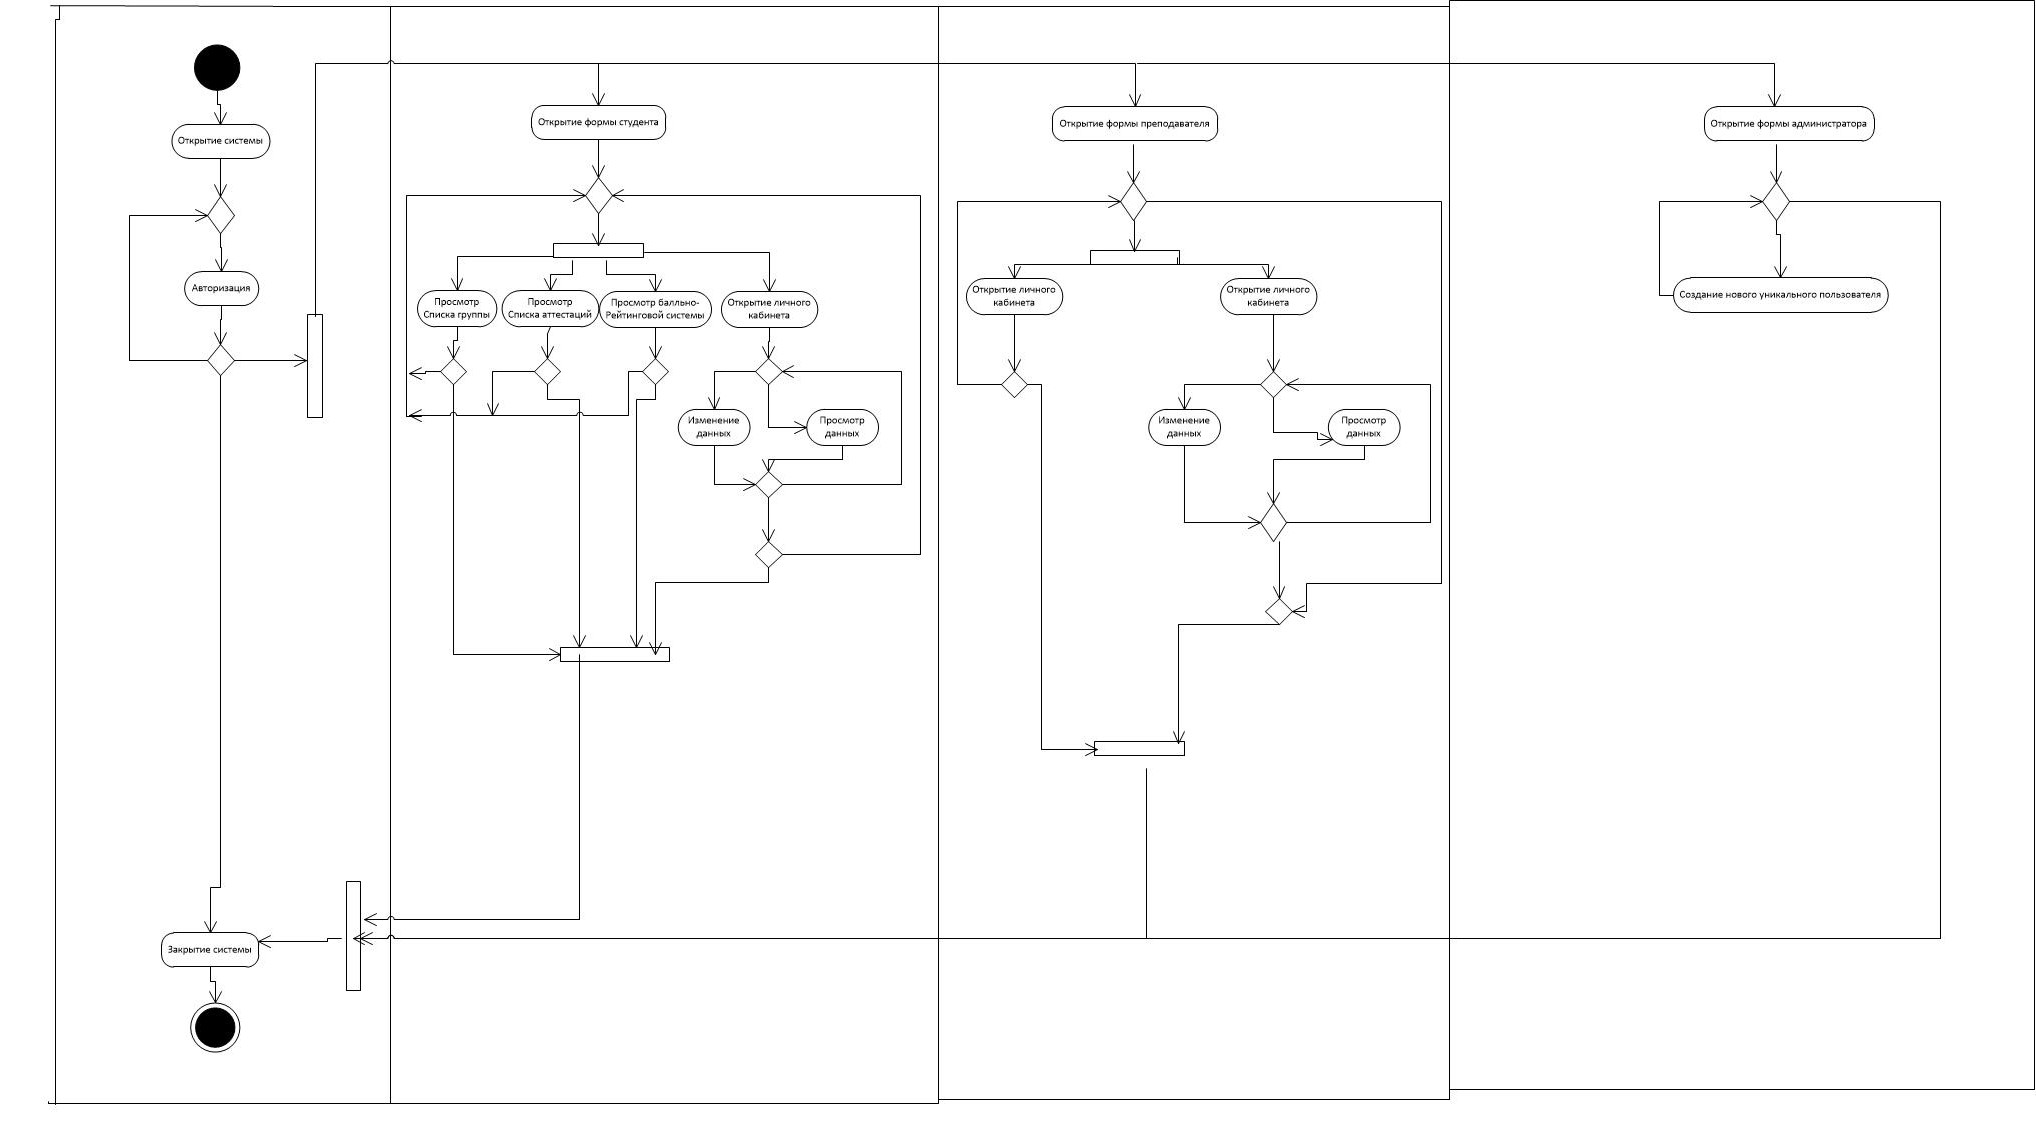 Открытие системы
Авторизация
Закрытие системы
Открытие формы студента
Просмотр
Списка группы
Просмотр
Списка аттестаций
Просмотр балльно-
Рейтинговой системы
Открытие личного
кабинета
Изменение
данных
Просмотр
данных
Открытие формы преподавателя
Открытие личного
кабинета
Открытие личного
кабинета
Изменение
данных
Просмотр
данных
Открытие формы администратора
Создание нового уникального пользователя